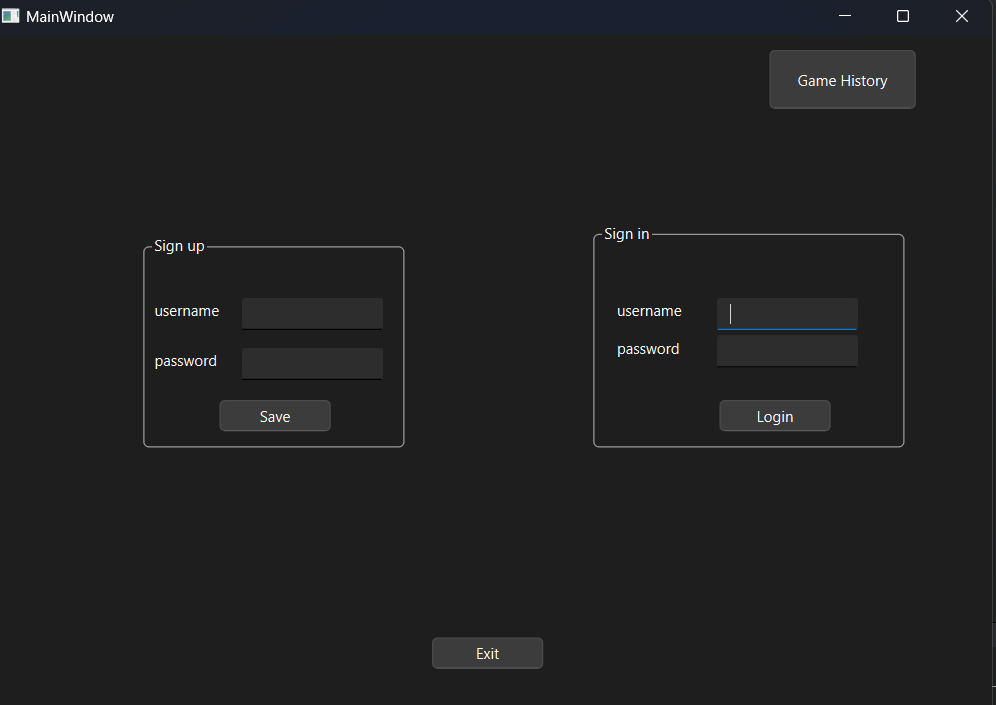 MainWindow
Game History
Sign up
username
password
Save
Sign in
username
password
Login
Exit